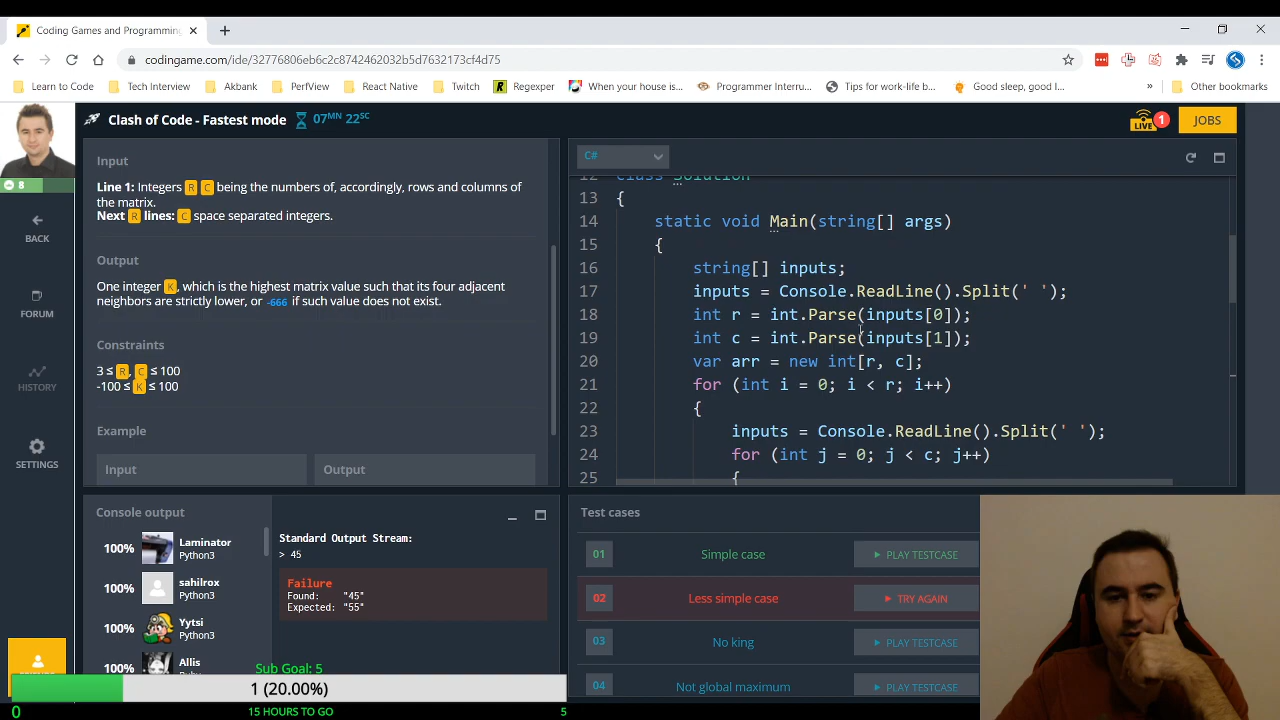 Coding Games and Programming
codingame.com/ide/32776806eb6c2c874246203b5d7632173cf4d75
Learn to Code
Tech Interview
Akbank
PerfView
React Native
Twitch
Regexper
When your house is...
Programmer Interru...
Tips for work-life b...
Good sleep, good l...
»
Other bookmarks
Clash of Code - Fastest mode
07MN 22SC
LIVE
1
JOBS
8
BACK
FORUM
HISTORY
SETTINGS
Input
Line 1: Integers R C being the numbers of, accordingly, rows and columns of
the matrix.
Next R lines: C space separated integers.
Output
One integer K, which is the highest matrix value such that its four adjacent
neighbors are strictly lower, or -666 if such value does not exist.
Constraints
3 ≤ R, C ≤ 100
-100 ≤ K ≤ 100
Example
Input
Output
C#
12 class Solution
13 {
14 static void Main(string[] args)
15 {
16 string[] inputs;
17 inputs = Console.ReadLine().Split(' ');
18 int r = int.Parse(inputs[0]);
19 int c = int.Parse(inputs[1]);
20 var arr = new int[r, c];
21 for (int i = 0; i < r; i++)
22 {
23 inputs = Console.ReadLine().Split(' ');
24 for (int j = 0; j < c; j++)
25 {
Console output
100% Laminator
Python3
100% sahilrox
Python3
100% Yytsi
Python3
100% Allis
Standard Output Stream:
> 45
Failure
Found: "45"
Expected: "55"
Test cases
01 Simple case PLAY TESTCASE
02 Less simple case TRY AGAIN
03 No king PLAY TESTCASE
04 Not global maximum PLAY TESTCASE
Sub Goal: 5
1 (20.00%)
0
15 HOURS TO GO
5